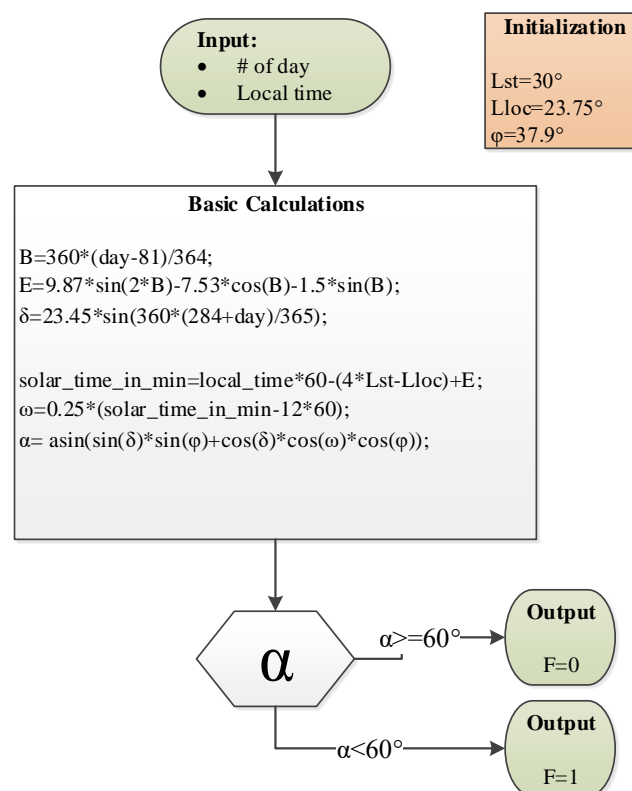 Input:
• # of day
• Local time
Initialization
Lst=30°
Lloc=23.75°
φ=37.9°
Basic Calculations
B=360*(day-81)/364;
E=9.87*sin(2*B)-7.53*cos(B)-1.5*sin(B);
δ=23.45*sin(360*(284+day)/365);
solar_time_in_min=local_time*60-(4*Lst-Lloc)+E;
ω=0.25*(solar_time_in_min-12*60);
α= asin(sin(δ)*sin(φ)+cos(δ)*cos(ω)*cos(φ));
α
α>=60°
Output
F=0
α<60°
Output
F=1